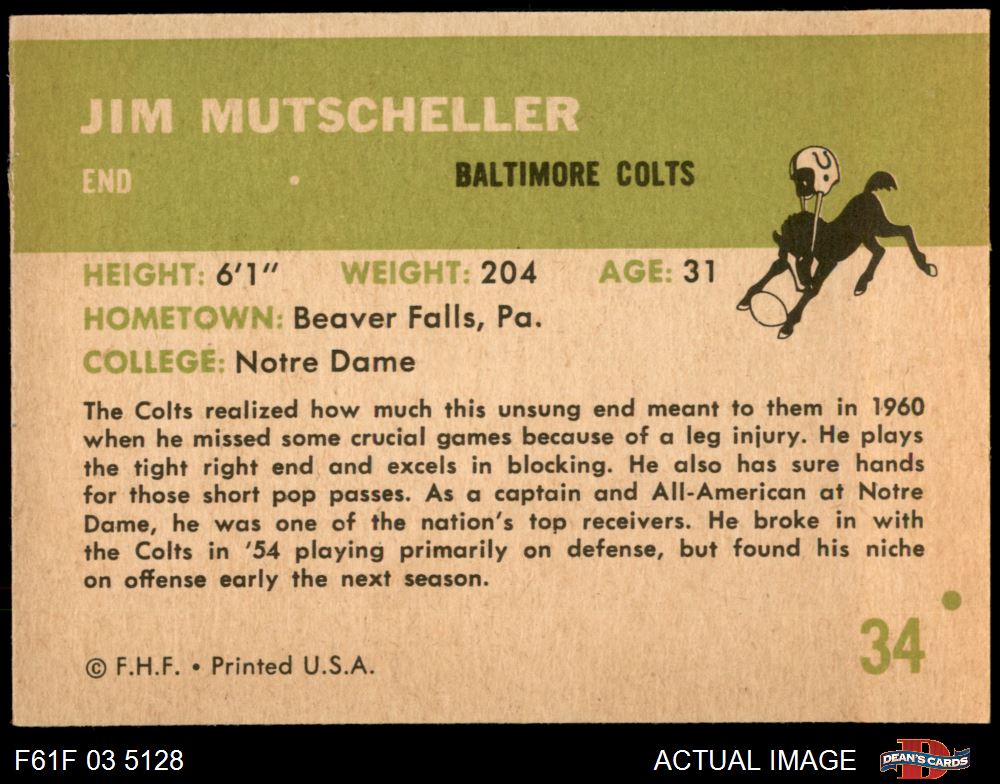 JIM MUTSCHELLER
END BALTIMORE COLTS
HEIGHT: 6'1" WEIGHT: 204 AGE: 31
HOMETOWN: Beaver Falls, Pa.
COLLEGE: Notre Dame
The Colts realized how much this unsung end meant to them in 1960
when he missed some crucial games because of a leg injury. He plays
the tight right end and excels in blocking. He also has sure hands
for those short pop passes. As a captain and All-American at Notre
Dame, he was one of the nation's top receivers. He broke in with
the Colts in '54 playing primarily on defense, but found his niche
on offense early the next season.
34
© F.H.F. • Printed U.S.A.
F61F 03 5128 ACTUAL IMAGE D DEAN'S CARDS